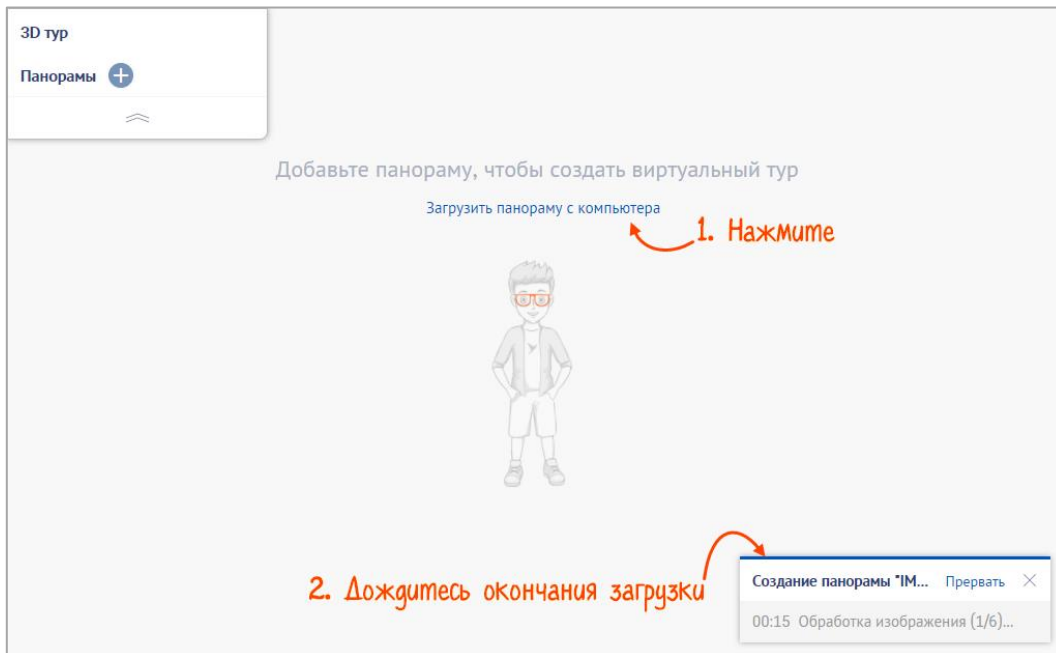 3D тур
Панорамы
Добавьте панораму, чтобы создать виртуальный тур
Загрузить панораму с компьютера
1. Нажмите
2. Дождитесь окончания загрузки
Создание панорамы "IM... Прервать
00:15 Обработка изображения (1/6)...